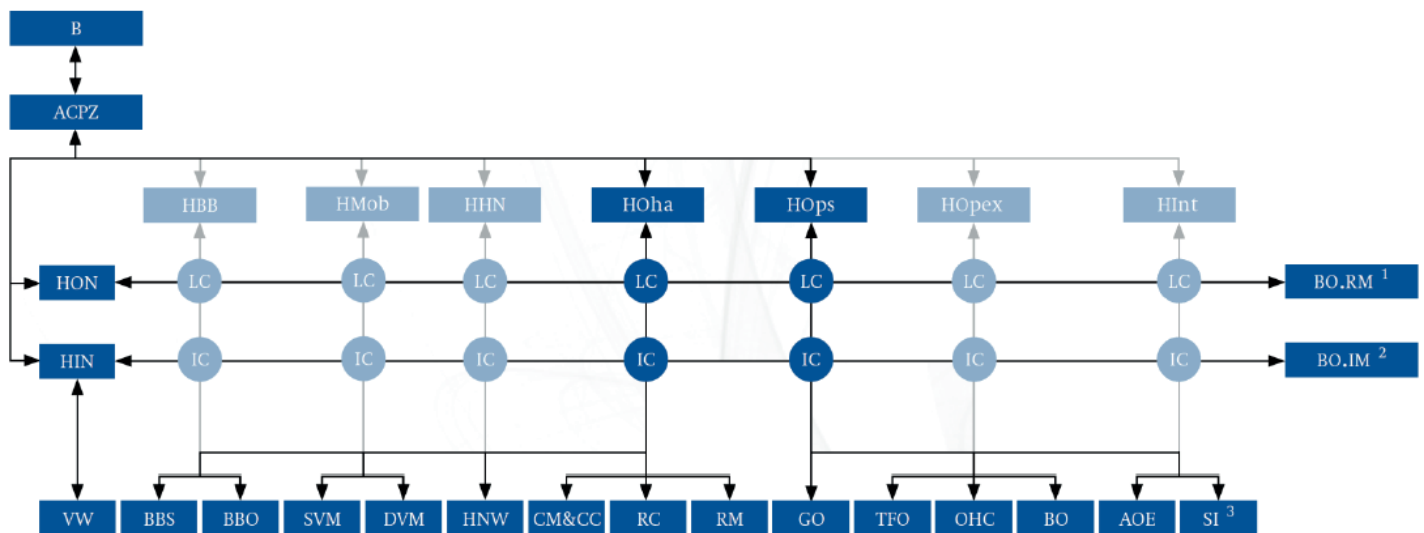 B
ACPZ
HBB HMob HHN HOha HOps HOpex HInt
HON LC LC LC LC LC LC LC BO.RM 1
HIN IC IC IC IC IC IC IC BO.IM 2
VW BBS BBO SVM DVM HNW CM&CC RC RM GO TFO OHC BO AOE SI 3